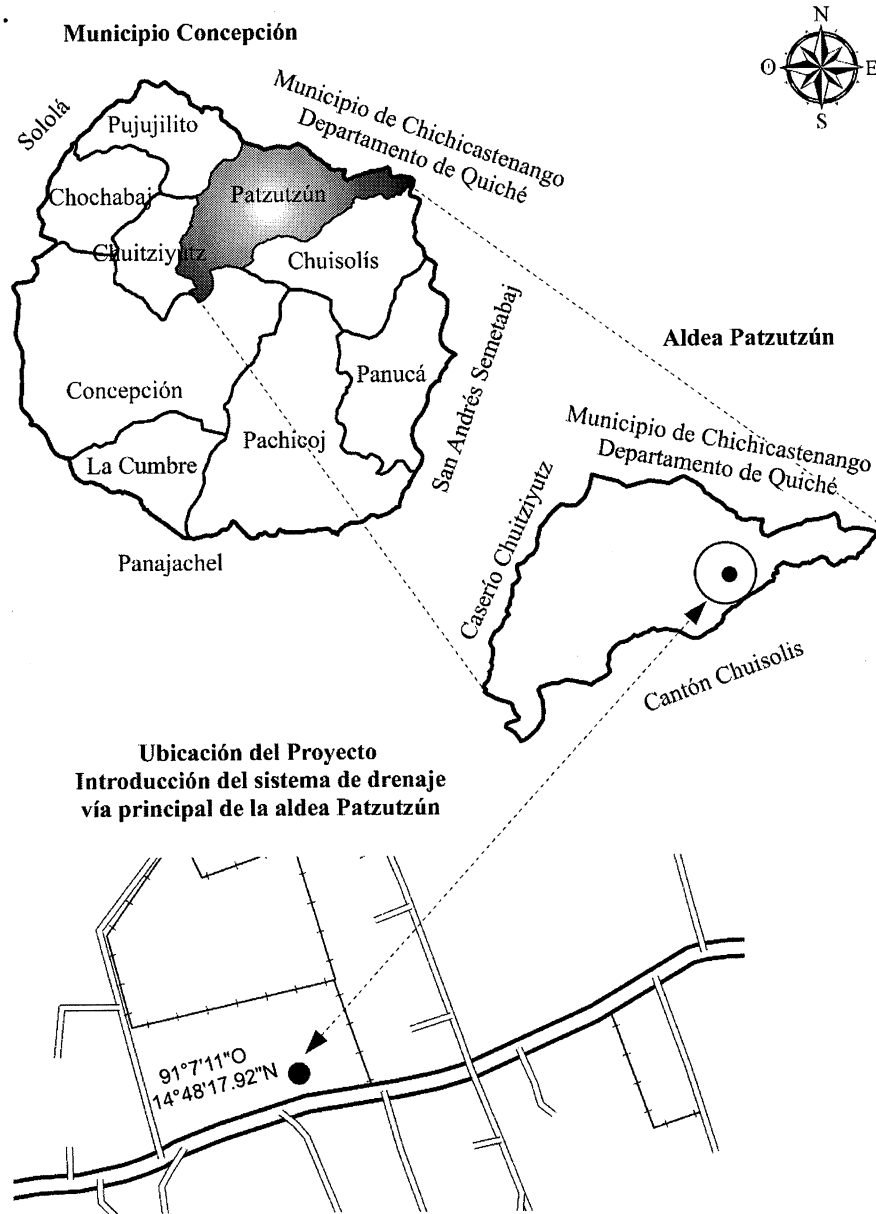 Municipio Concepción
N
O
E
S
Sololá
Pujujilito
Municipio de Chichicastenango
Departamento de Quiché
Chochabaj
Patzutzún
Chuitziyutz
Chuisolís
San Andrés Semetabaj
Aldea Patzutzún
Concepción
Panucá
Pachicoj
La Cumbre
Panajachel
Municipio de Chichicastenango
Departamento de Quiché
Caserío Chuitziyutz
Cantón Chuisolis
Ubicación del Proyecto
Introducción del sistema de drenaje
vía principal de la aldea Patzutzún
91°7'11"O
14°48'17.92"N